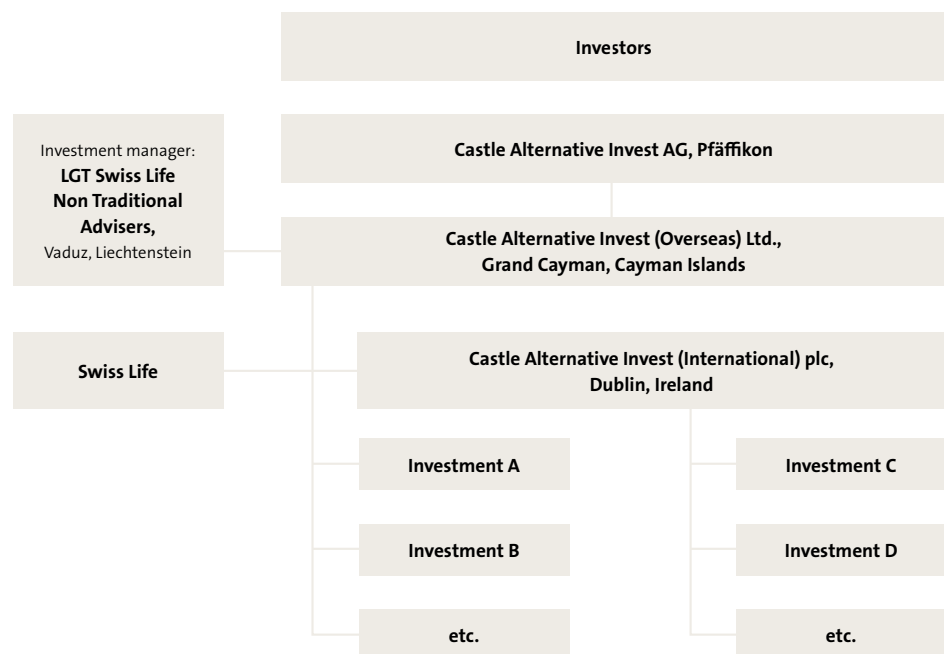 Investors
Investment manager:
LGT Swiss Life
Non Traditional
Advisers,
Vaduz, Liechtenstein
Castle Alternative Invest AG, Pfäffikon
Castle Alternative Invest (Overseas) Ltd.,
Grand Cayman, Cayman Islands
Swiss Life
Castle Alternative Invest (International) plc,
Dublin, Ireland
Investment A
Investment C
Investment B
Investment D
etc.
etc.